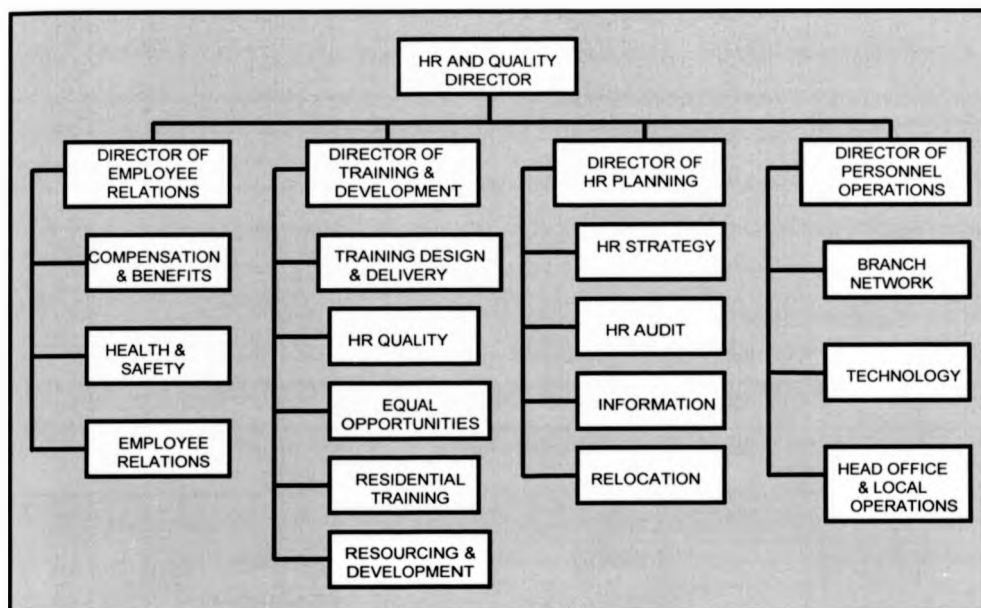 HR AND QUALITY
DIRECTOR
DIRECTOR OF
EMPLOYEE
RELATIONS
COMPENSATION
& BENEFITS
HEALTH &
SAFETY
EMPLOYEE
RELATIONS
DIRECTOR OF
TRAINING &
DEVELOPMENT
TRAINING DESIGN
& DELIVERY
HR QUALITY
EQUAL
OPPORTUNITIES
RESIDENTIAL
TRAINING
RESOURCING &
DEVELOPMENT
DIRECTOR OF
HR PLANNING
HR STRATEGY
HR AUDIT
INFORMATION
RELOCATION
DIRECTOR OF
PERSONNEL
OPERATIONS
BRANCH
NETWORK
TECHNOLOGY
HEAD OFFICE
& LOCAL
OPERATIONS